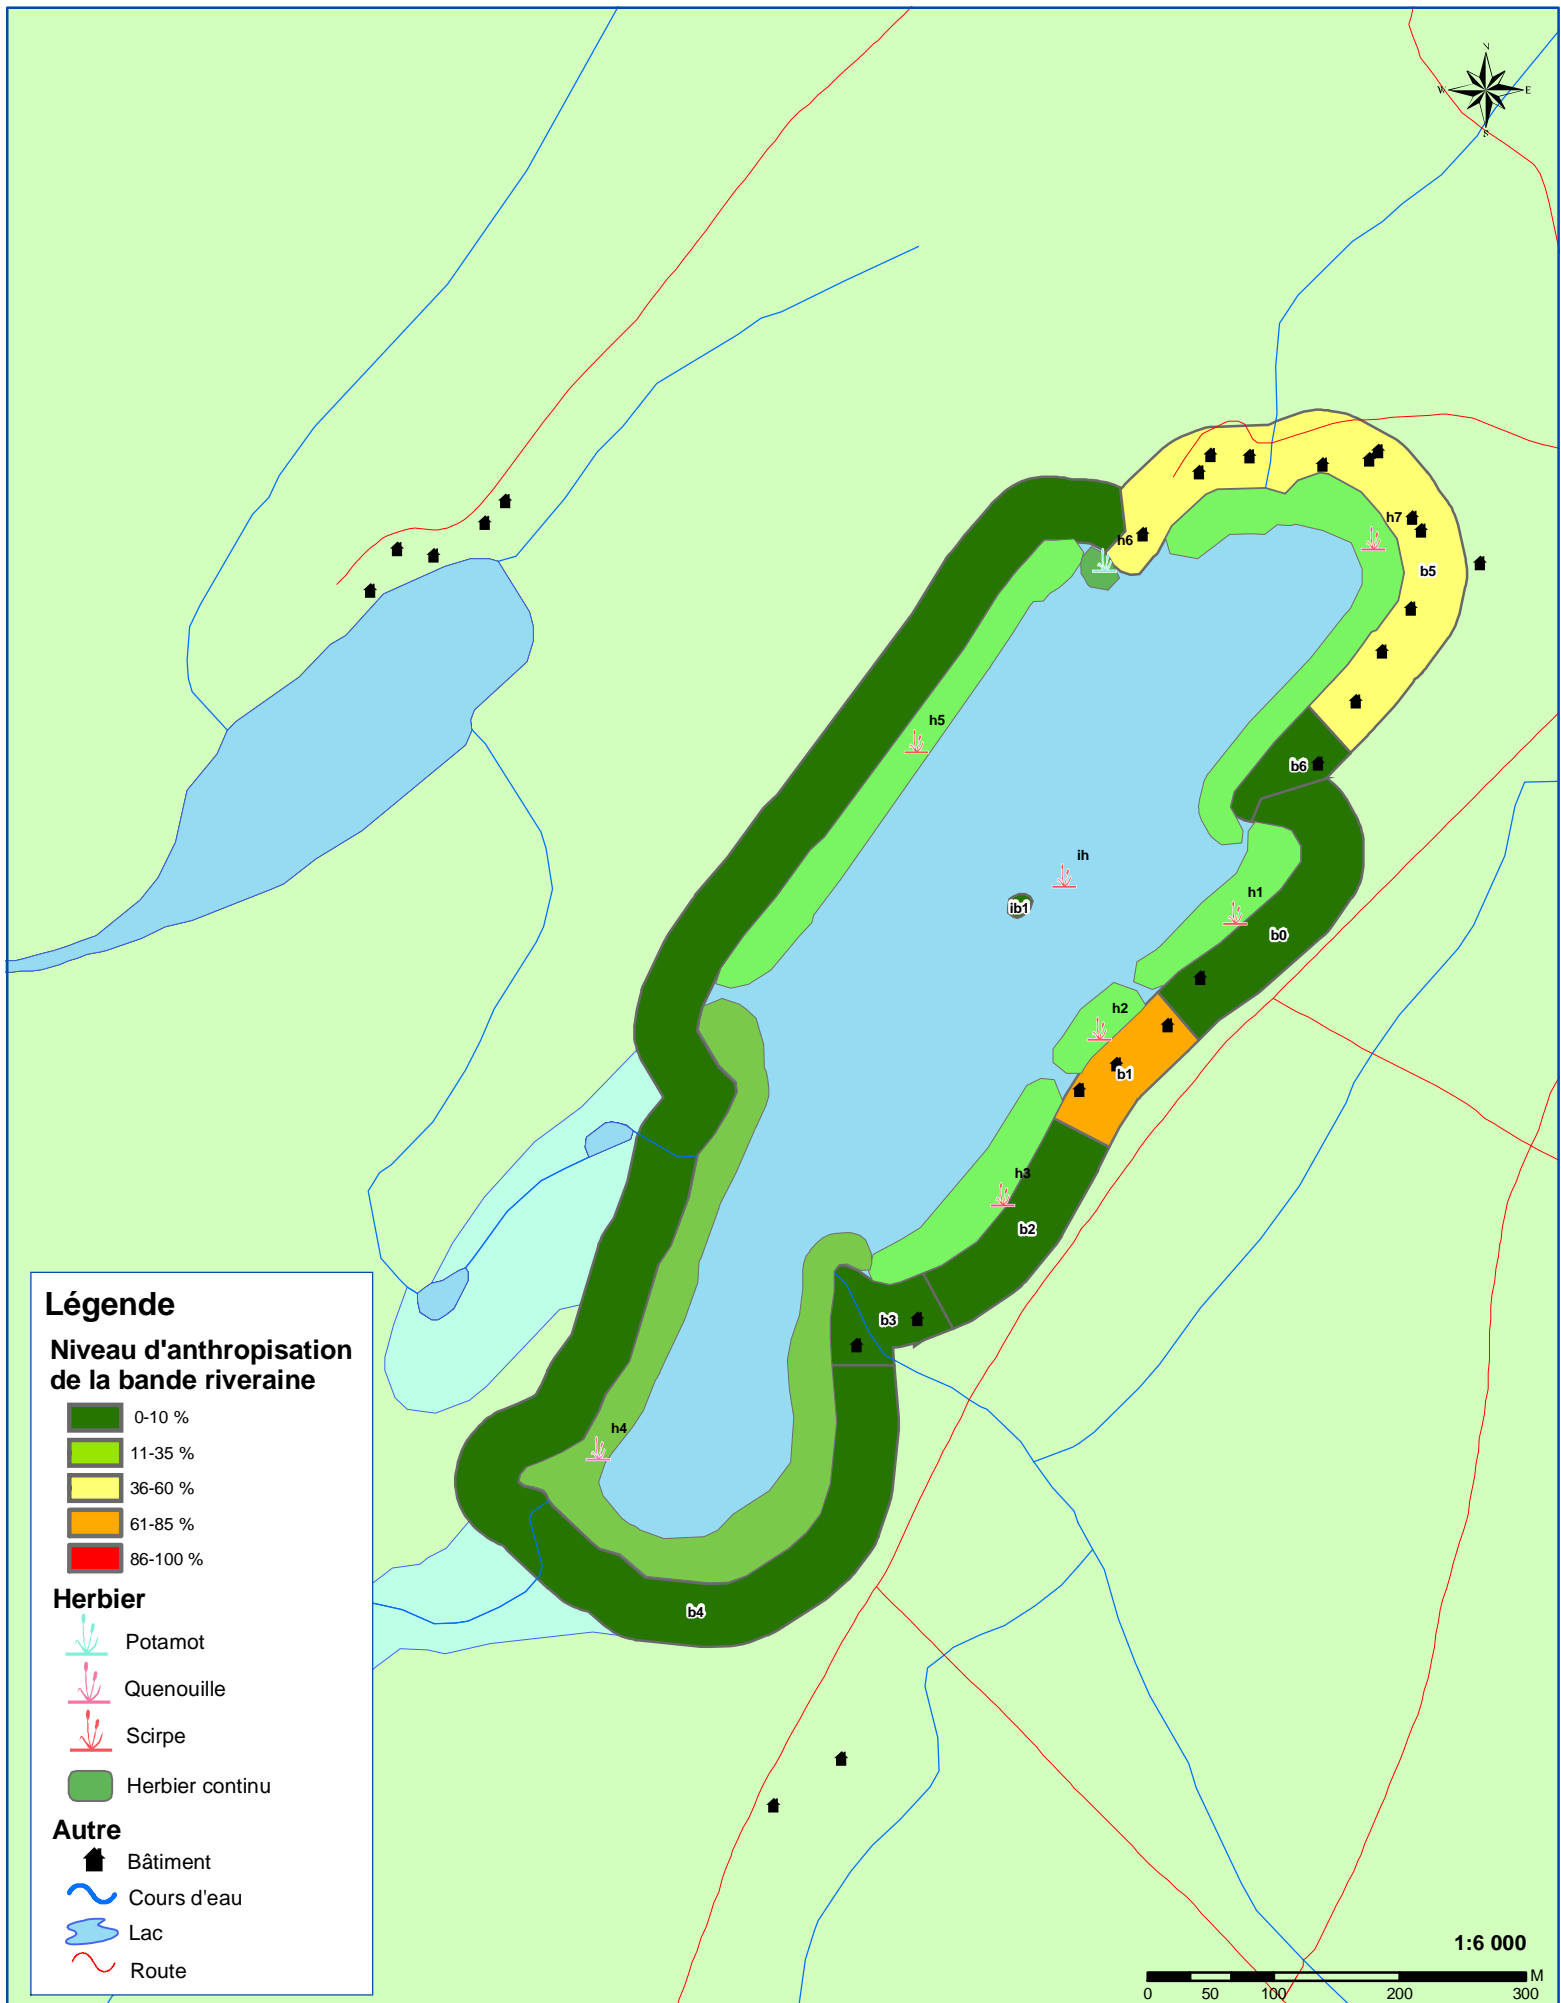 N
W
E
S
h6
h7
b5
h5
b6
ih
ib1
h1
b0
h2
b1
h3
b2
b3
h4
b4
Légende
Niveau d'anthropisation
de la bande riveraine
0-10 %
11-35 %
36-60 %
61-85 %
86-100 %
Herbier
Potamot
Quenouille
Scirpe
Herbier continu
Autre
Bâtiment
Cours d'eau
Lac
Route
1:6 000
M
0 50 100 200 300